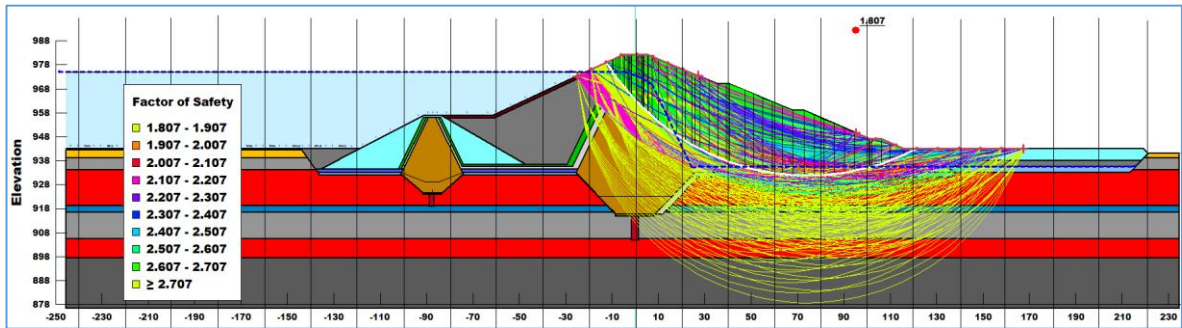 1.807
988
978
968
958
948
938
928
918
908
898
888
878
Elevation
Factor of Safety
1.807 - 1.907
1.907 - 2.007
2.007 - 2.107
2.107 - 2.207
2.207 - 2.307
2.307 - 2.407
2.407 - 2.507
2.507 - 2.607
2.607 - 2.707
≥ 2.707
-250 -230 -210 -190 -170 -150 -130 -110 -90 -70 -50 -30 -10 10 30 50 70 90 110 130 150 170 190 210 230